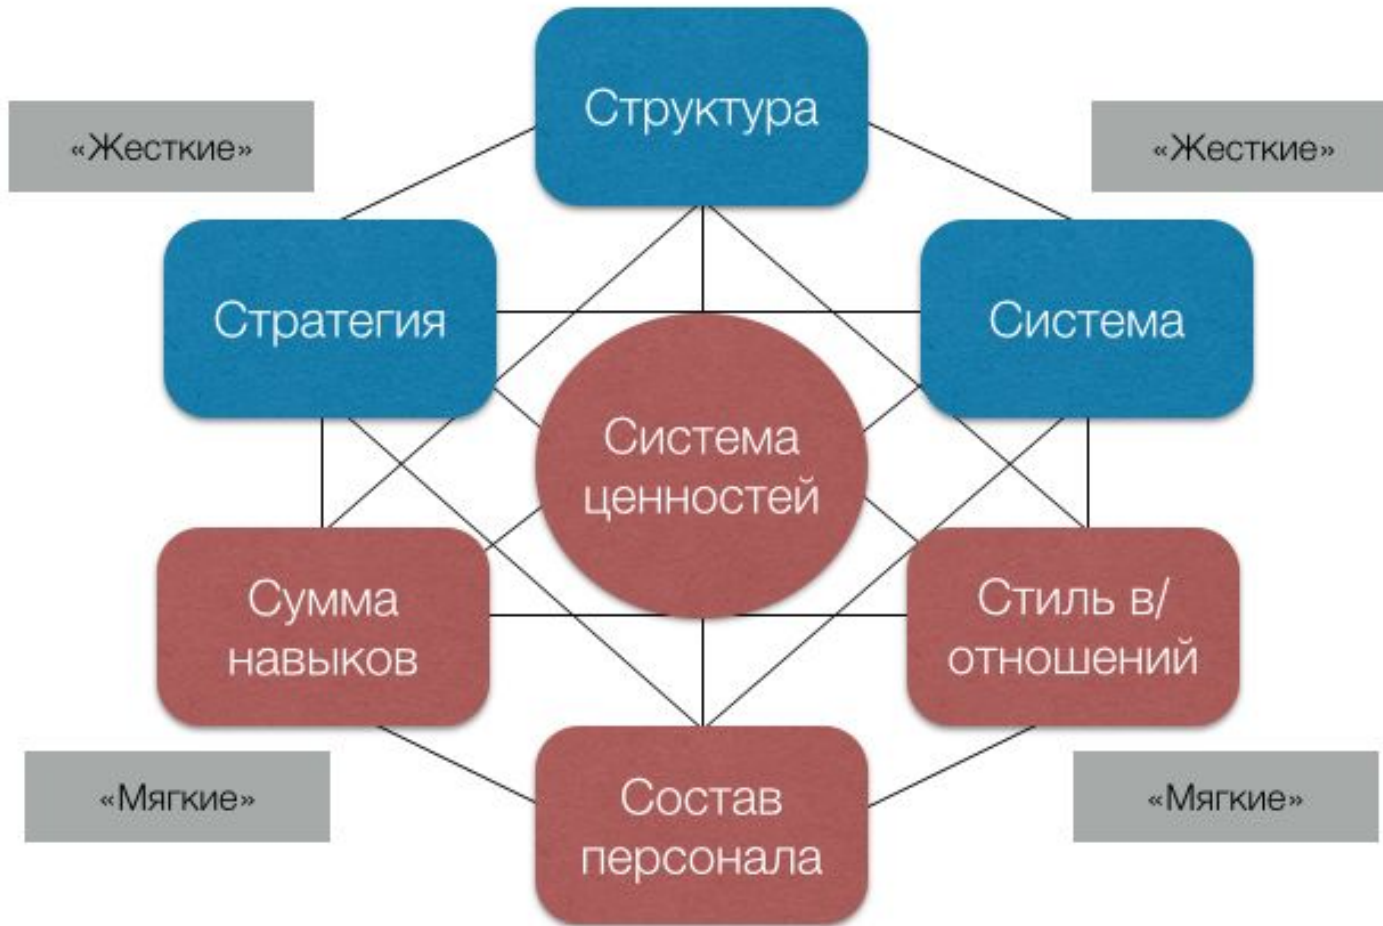 Структура
«Жесткие»
«Жесткие»
Стратегия
Система
Система
ценностей
Сумма
навыков
Стиль в/
отношений
«Мягкие»
Состав
персонала
«Мягкие»